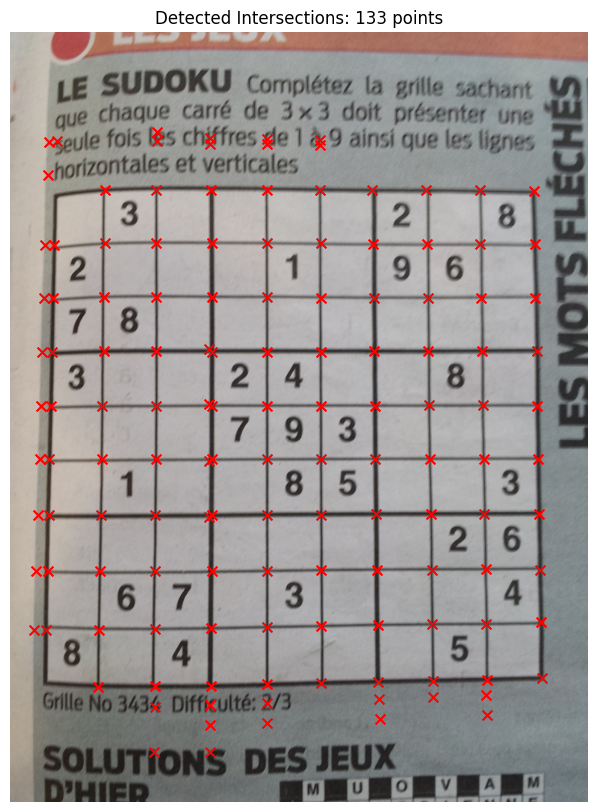 Detected Intersections: 133 points
LES JEUX
LE SUDOKU Complétez la grille sachant
que chaque carré de 3 x 3 doit présenter une
seule fois les chiffres de 1 à 9 ainsi que les lignes
horizontales et verticales
LES MOTS FLÉCHÉS
3 2 8
2 1 9 6
7 8
3 2 4 8
7 9 3
1 8 5 3
2 6
6 7 3 4
8 4 5
Grille No 3434 Difficulté: 2/3
SOLUTIONS DES JEUX
D'HIER
M U O V A M